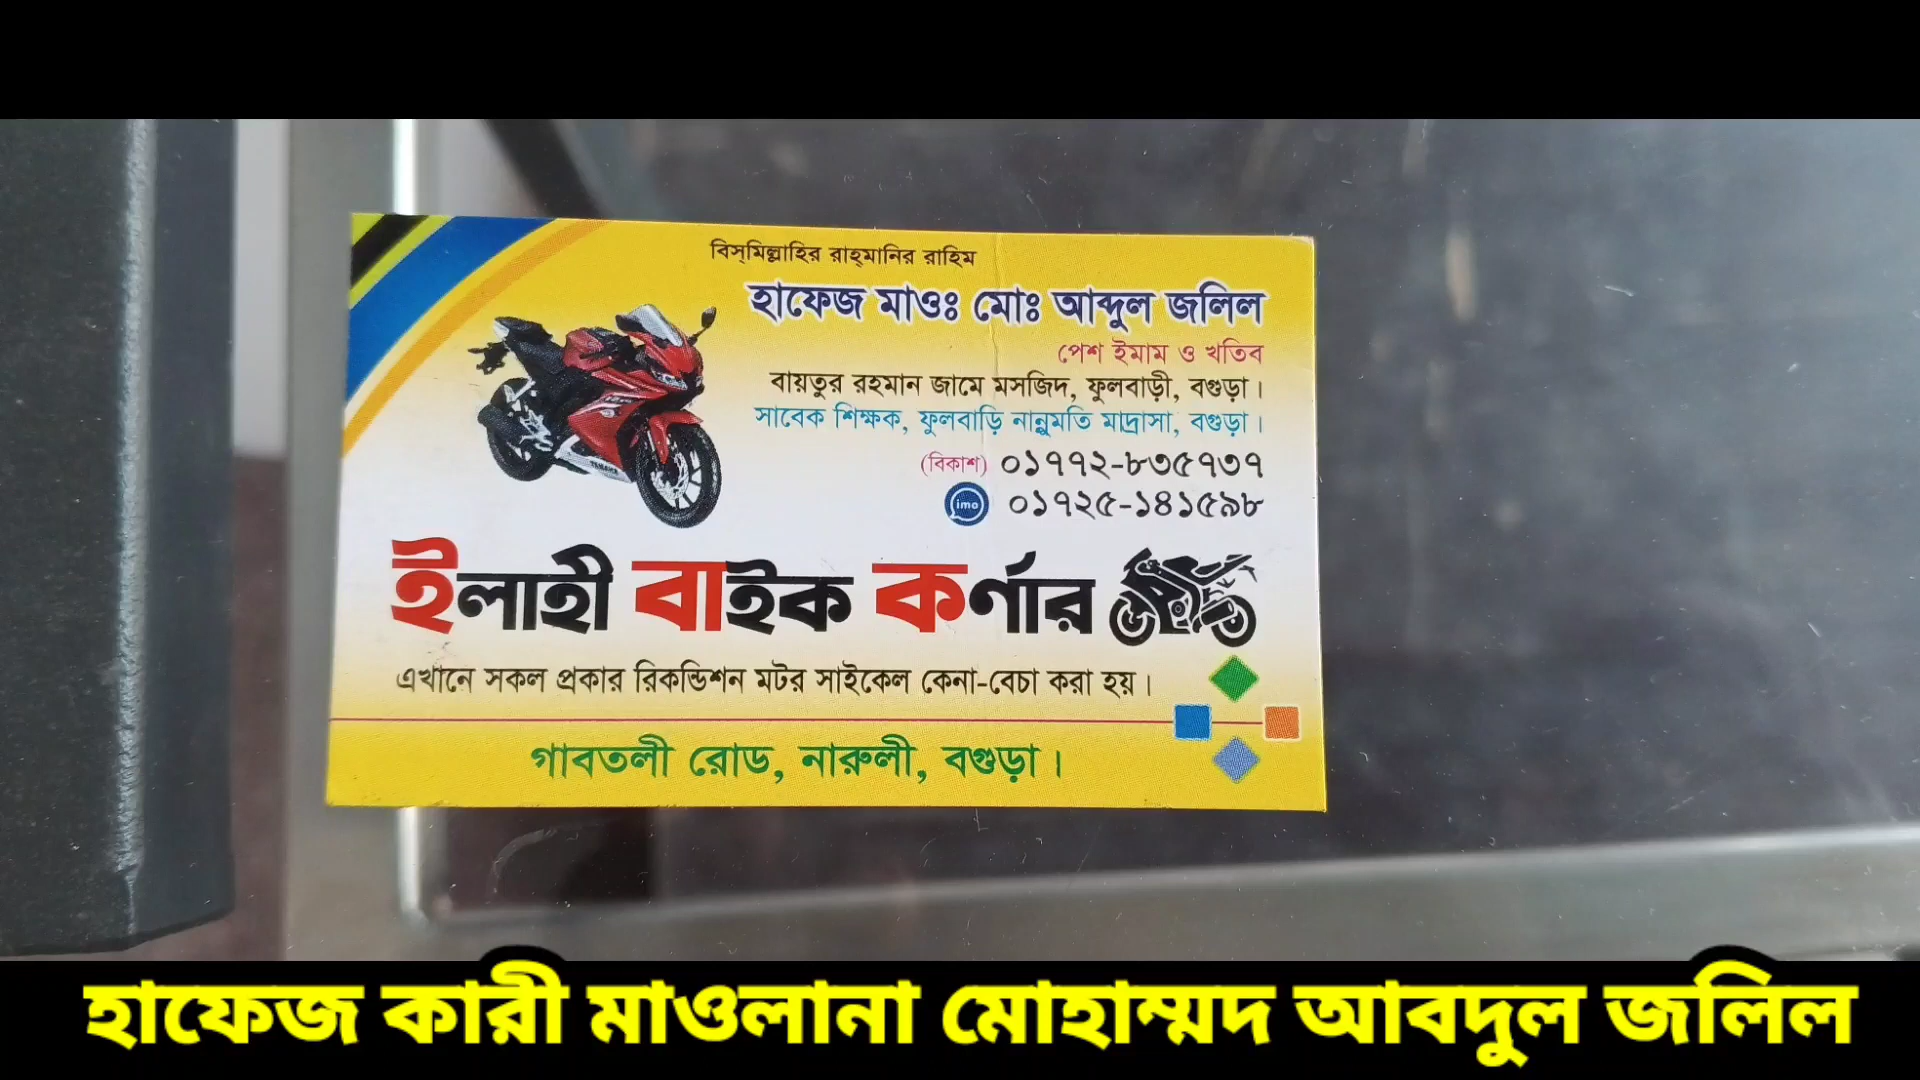 বিস্‌মিল্লাহির রাহ্‌মানির রাহিম
হাফেজ মাওঃ মোঃ আব্দুল জলিল
পেশ ইমাম ও খতিব
বায়তুর রহমান জামে মসজিদ, ফুলবাড়ী, বগুড়া।
সাবেক শিক্ষক, ফুলবাড়ি নান্নুমতি মাদ্রাসা, বগুড়া।
(বিকাশ) ০১৭৭২-৮৩৫৭৩৭
imo ০১৭২৫-১৪১৫৯৮
ইলাহী বাইক কর্ণার
এখানে সকল প্রকার রিকন্ডিশন মটর সাইকেল কেনা-বেচা করা হয়।
গাবতলী রোড, নারুলী, বগুড়া।
হাফেজ কারী মাওলানা মোহাম্মদ আবদুল জলিল